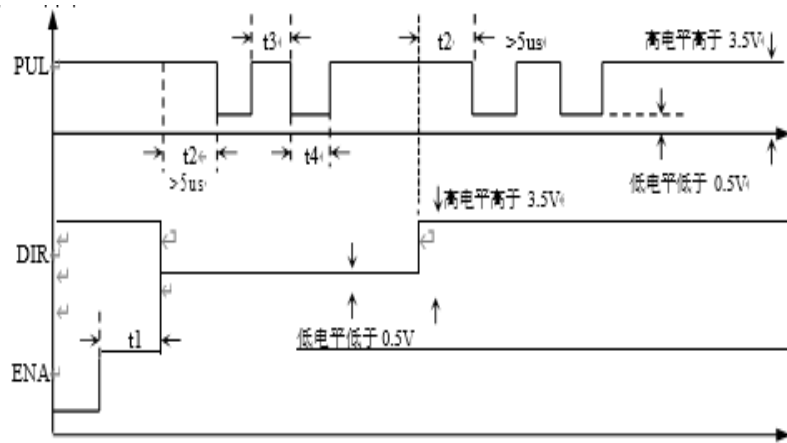 t3
t2
>5us
高电平高于 3.5V
PUL
t2
>5us
t4
低电平低于 0.5V
高电平高于 3.5V
DIR
t1
低电平低于 0.5V
ENA